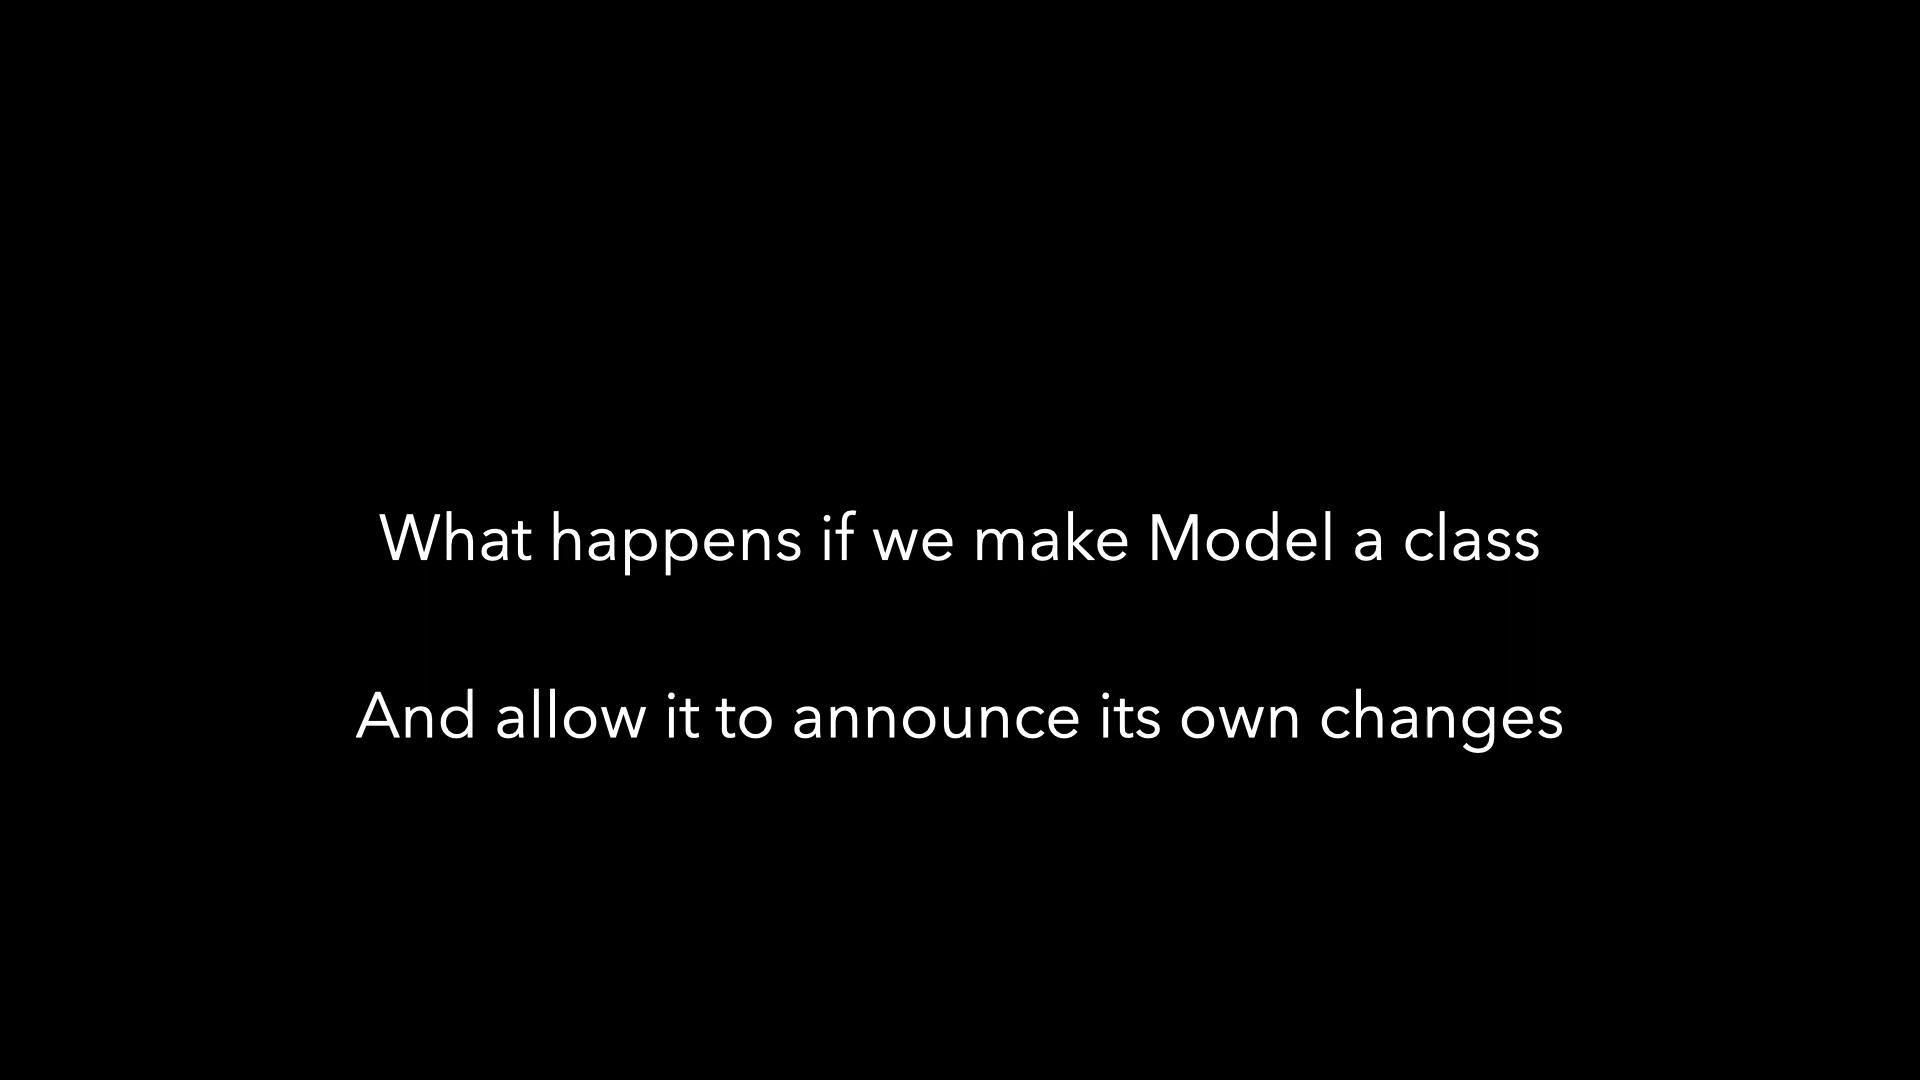 What happens if we make Model a class
And allow it to announce its own changes